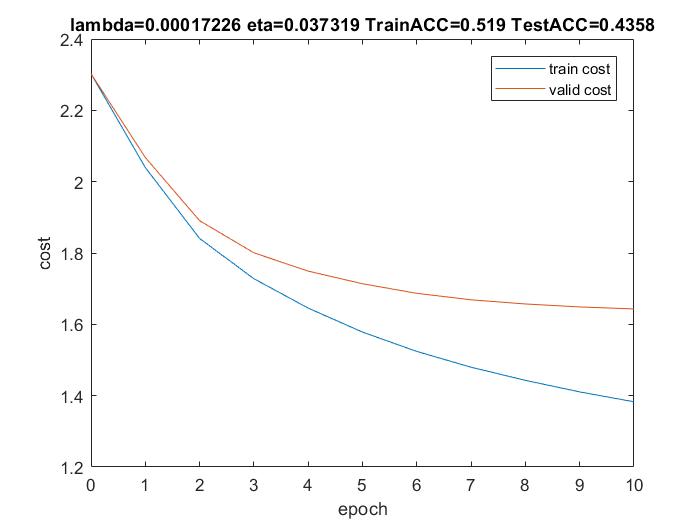 lambda=0.00017226 eta=0.037319 TrainACC=0.519 TestACC=0.4358
2.4
train cost
valid cost
2.2
2
1.8
cost
1.6
1.4
1.2
0 1 2 3 4 5 6 7 8 9 10
epoch